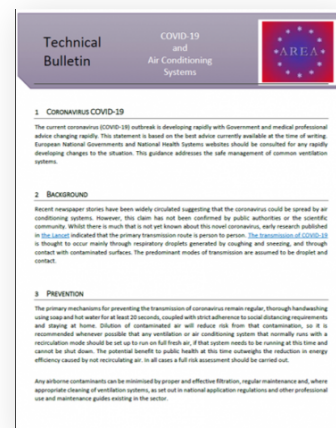 Technical
Bulletin
COVID-19
and
Air Conditioning
Systems
AREA
1 CORONAVIRUS COVID-19
The current coronavirus (COVID-19) outbreak is developing rapidly with Government and medical professional
advice changing rapidly. This statement is based on the best advice currently available at the time of writing.
European National Governments and National Health Systems websites should be consulted for any rapidly
developing changes to the situation. This guidance addresses the safe management of common ventilation
systems.
2 BACKGROUND
Recent newspaper stories have been widely circulated suggesting that the coronavirus could be spread by air
conditioning systems. However, this claim has not been confirmed by public authorities or the scientific
community. Whilst there is much that is not yet known about this novel coronavirus, early research published
in the Lancet indicated that the primary transmission route is person to person. The transmission of COVID-19
is thought to occur mainly through respiratory droplets generated by coughing and sneezing, and through
contact with contaminated surfaces. The predominant modes of transmission are assumed to be droplet and
contact.
3 PREVENTION
The primary mechanisms for preventing the transmission of coronavirus remain regular, thorough handwashing
using soap and hot water for at least 20 seconds, coupled with strict adherence to social distancing requirements
and staying at home. Dilution of contaminated air will reduce risk from that contamination, so it is
recommended whenever possible that any ventilation or air conditioning system that normally runs with a
recirculation mode should be set up to run on full fresh air, if that system needs to be running at this time and
cannot be shut down. The potential benefit to public health at this time outweighs the reduction in energy
efficiency caused by not recirculating air. In all cases a full risk assessment should be carried out.
Any airborne contaminants can be minimised by proper and effective filtration, regular maintenance and, where
appropriate cleaning of ventilation systems, as set out in national application regulations and other professional
use and maintenance guides existing in the sector.